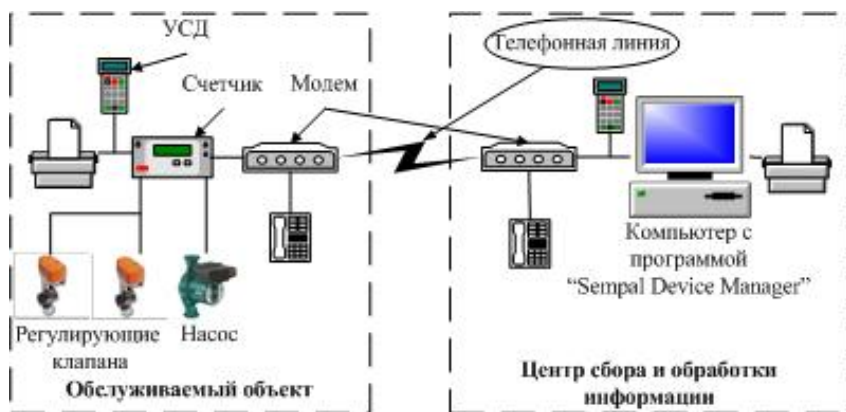 УСД
Телефонная линия
Счетчик
Модем
Компьютер с
программой
“Sempal Device Manager”
Регулирующие
клапана
Насос
Обслуживаемый объект
Центр сбора и обработки
информации